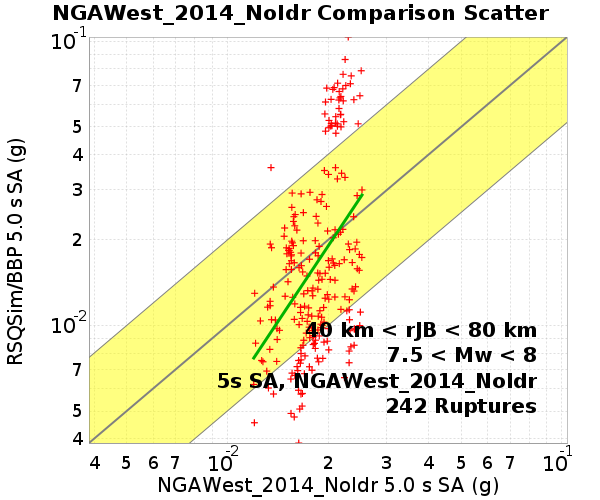 NGAWest_2014_NoIdr Comparison Scatter
RSQSim/BBP 5.0 s SA (g)
10^-1
7
5
4
3
2
10^-2
7
5
4
40 km < rJB < 80 km
7.5 < Mw < 8
5s SA, NGAWest_2014_NoIdr
242 Ruptures
4 5 6 7 10^-2 2 3 4 5 6 7 10^-1
NGAWest_2014_NoIdr 5.0 s SA (g)